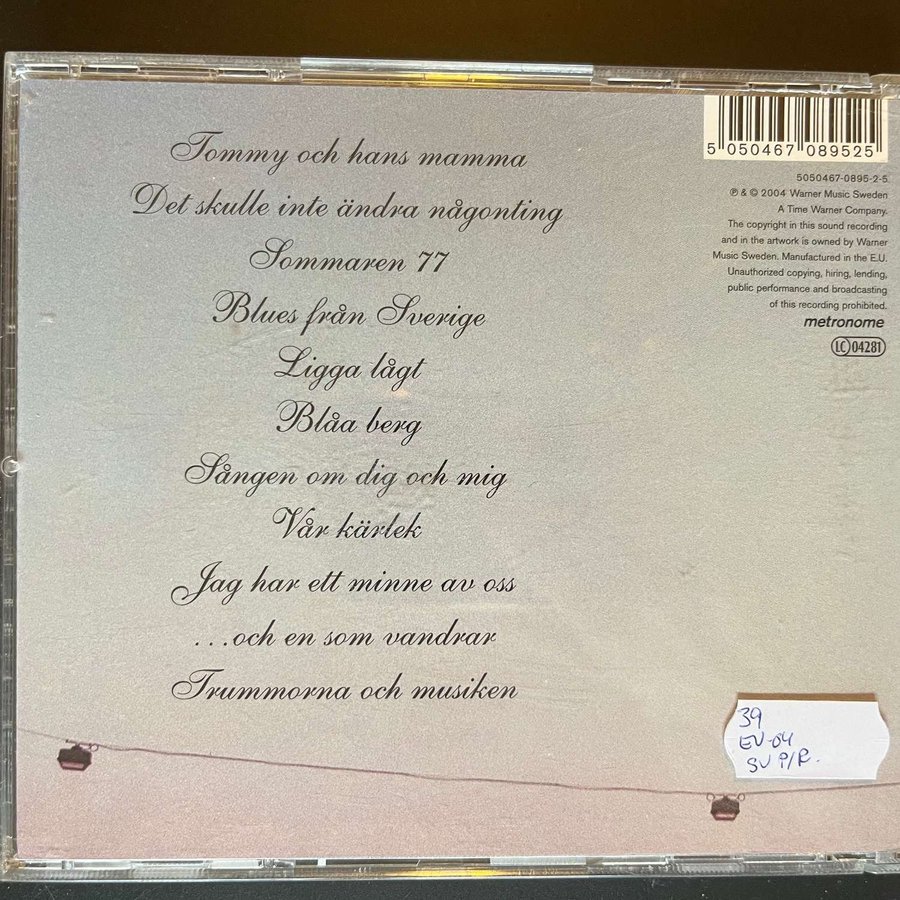 Tommy och hans mamma
Det skulle inte ändra någonting
Sommaren 77
Blues från Sverige
Ligga lågt
Blåa berg
Sången om dig och mig
Vår kärlek
Jag har ett minne av oss
...och en som vandrar
Trummorna och musiken
5 050467 089525
5050467-0895-2-5
℗ & © 2004 Warner Music Sweden
A Time Warner Company.
The copyright in this sound recording
and in the artwork is owned by Warner
Music Sweden. Manufactured in the E.U.
Unauthorized copying, hiring, lending,
public performance and broadcasting
of this recording prohibited.
metronome
LC 04281
39
EU-04
SV P/R.